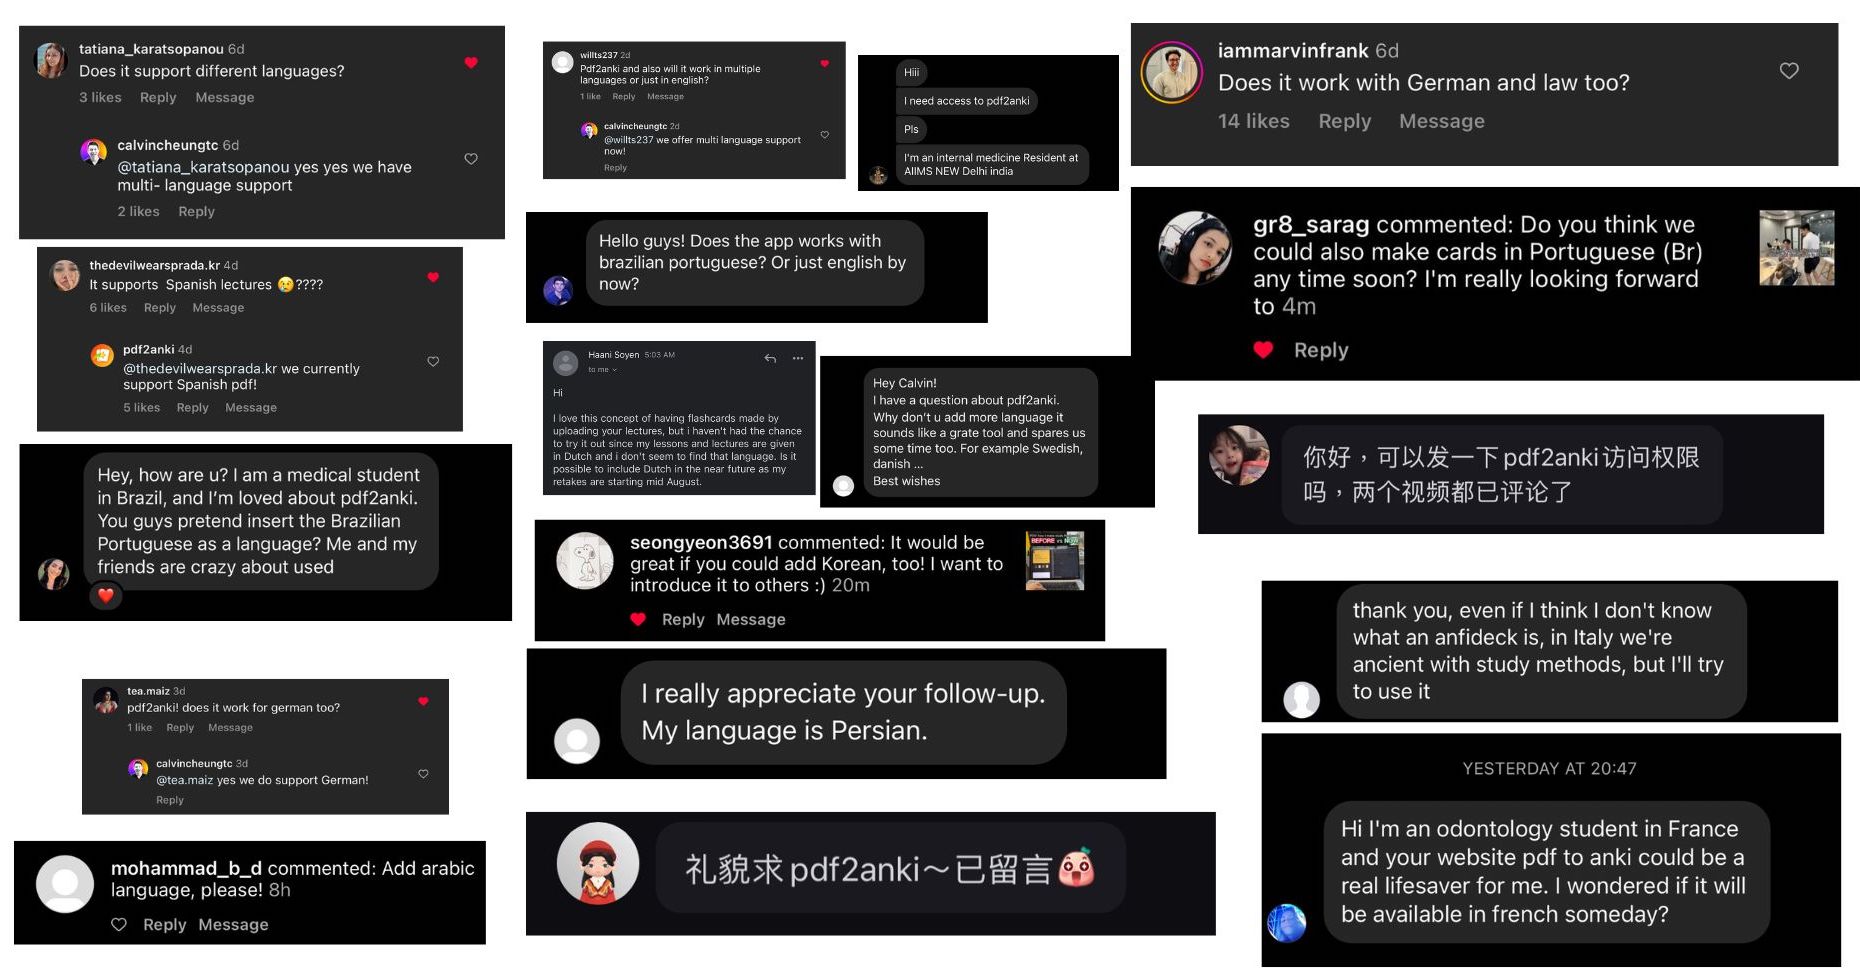 tatiana_karatsopanou 6d
Does it support different languages?
3 likes Reply Message
calvincheungtc 6d
@tatiana_karatsopanou yes yes we have
multi- language support
2 likes Reply
thedevilwearsprada.kr 4d
It supports Spanish lectures 😢????
6 likes Reply Message
pdf2anki 4d
@thedevilwearsprada.kr we currently
support Spanish pdf!
5 likes Reply Message
Hey, how are u? I am a medical student
in Brazil, and I'm loved about pdf2anki.
You guys pretend insert the Brazilian
Portuguese as a language? Me and my
friends are crazy about used
❤️
tea.maiz 3d
pdf2anki! does it work for german too?
1 like Reply Message
calvincheungtc 3d
@tea.maiz yes we do support German!
Reply
mohammad_b_d commented: Add arabic
language, please! 8h
Reply Message
willts237 2d
Pdf2anki and also will it work in multiple
languages or just in english?
1 like Reply Message
calvincheungtc 2d
@willts237 we offer multi language support
now!
Reply
Hiii
I need access to pdf2anki
Pls
I'm an internal medicine Resident at
AIIMS NEW Delhi india
Hello guys! Does the app works with
brazilian portuguese? Or just english by
now?
Haani Soyen 5:03 AM
to me
Hi
I love this concept of having flashcards made by
uploading your lectures, but i haven't had the chance
to try it out since my lessons and lectures are given
in Dutch and i don't seem to find that language. Is it
possible to include Dutch in the near future as my
retakes are starting mid August.
Hey Calvin!
I have a question about pdf2anki.
Why don't u add more language it
sounds like a grate tool and spares us
some time too. For example Swedish,
danish ...
Best wishes
seongyeon3691 commented: It would be
great if you could add Korean, too! I want to
introduce it to others :) 20m
Reply Message
BEFORE vs NOW
I really appreciate your follow-up.
My language is Persian.
礼貌求pdf2anki～已留言
iammarvinfrank 6d
Does it work with German and law too?
14 likes Reply Message
gr8_sarag commented: Do you think we
could also make cards in Portuguese (Br)
any time soon? I'm really looking forward
to 4m
Reply
你好，可以发一下pdf2anki访问权限
吗，两个视频都已评论了
thank you, even if I think I don't know
what an anfideck is, in Italy we're
ancient with study methods, but I'll try
to use it
YESTERDAY AT 20:47
Hi I'm an odontology student in France
and your website pdf to anki could be a
real lifesaver for me. I wondered if it will
be available in french someday?